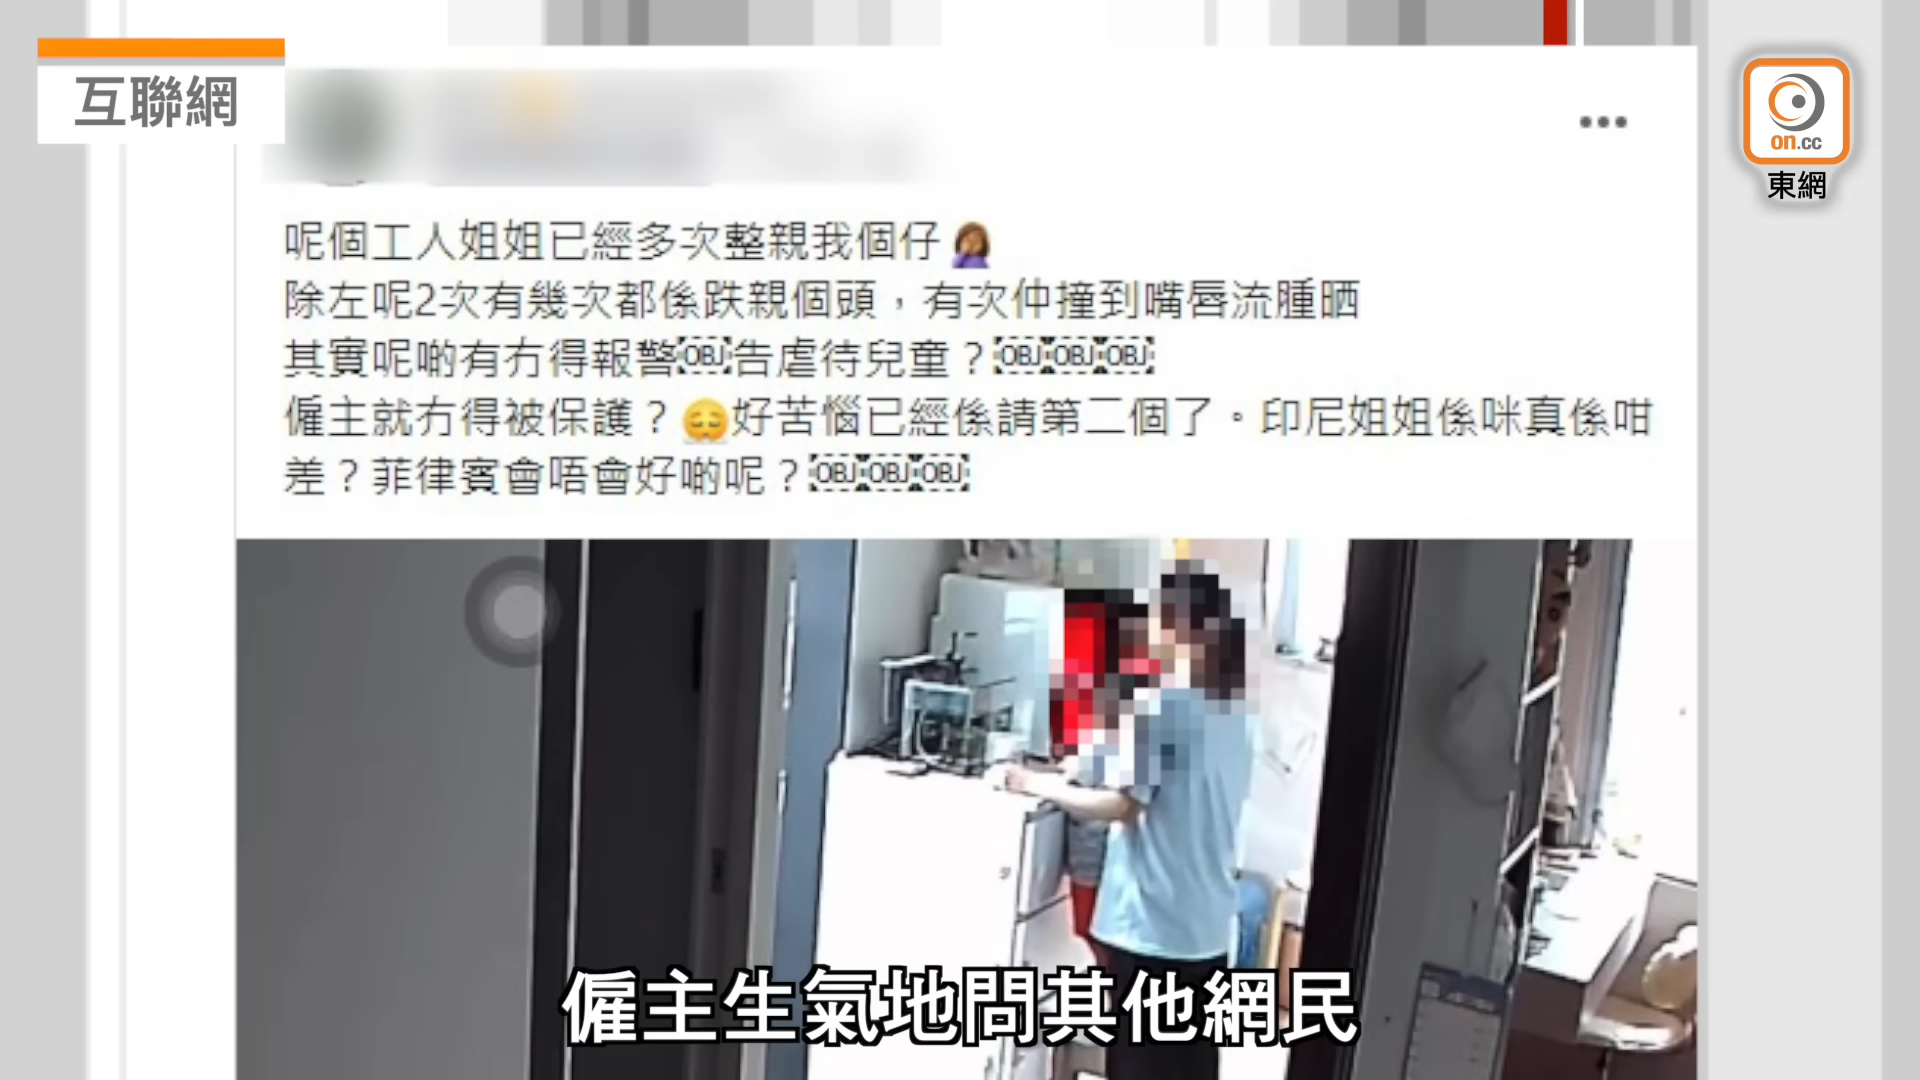 互聯網
on.cc
東網
呢個工人姐姐已經多次整親我個仔🤦🏾‍♀️
除左呢2次有幾次都係跌親個頭，有次仲撞到嘴唇流腫晒
其實呢啲有冇得報警OBJ告虐待兒童？OBJOBJOBJ
僱主就冇得被保護？😔好苦惱已經係請第二個了。印尼姐姐係咪真係咁
差？菲律賓會唔會好啲呢？OBJOBJOBJ
僱主生氣地問其他網民